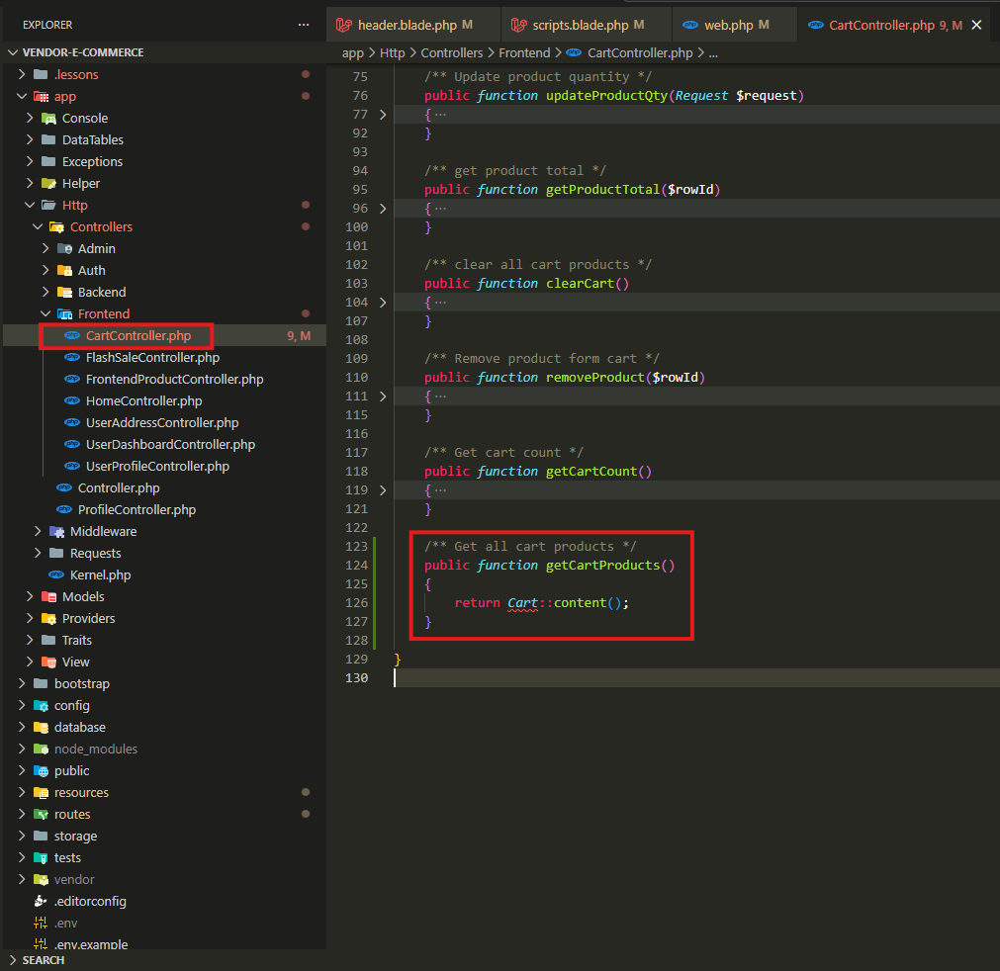 EXPLORER ...
VENDOR-E-COMMERCE
.lessons
app
Console
DataTables
Exceptions
Helper
Http
Controllers
Admin
Auth
Backend
Frontend
CartController.php 9, M
FlashSaleController.php
FrontendProductController.php
HomeController.php
UserAddressController.php
UserDashboardController.php
UserProfileController.php
Controller.php
ProfileController.php
Middleware
Requests
Kernel.php
Models
Providers
Traits
View
bootstrap
config
database
node_modules
public
resources
routes
storage
tests
vendor
.editorconfig
.env
.env.example
SEARCH
header.blade.php M scripts.blade.php M web.php M CartController.php 9, M
app > Http > Controllers > Frontend > CartController.php > ...
75 /** Update product quantity */
76 public function updateProductQty(Request $request)
77 { ...
92 }
93
94 /** get product total */
95 public function getProductTotal($rowId)
96 { ...
100 }
101
102 /** clear all cart products */
103 public function clearCart()
104 { ...
107 }
108
109 /** Remove product form cart */
110 public function removeProduct($rowId)
111 { ...
115 }
116
117 /** Get cart count */
118 public function getCartCount()
119 { ...
121 }
122
123 /** Get all cart products */
124 public function getCartProducts()
125 {
126 return Cart::content();
127 }
128
129 }
130